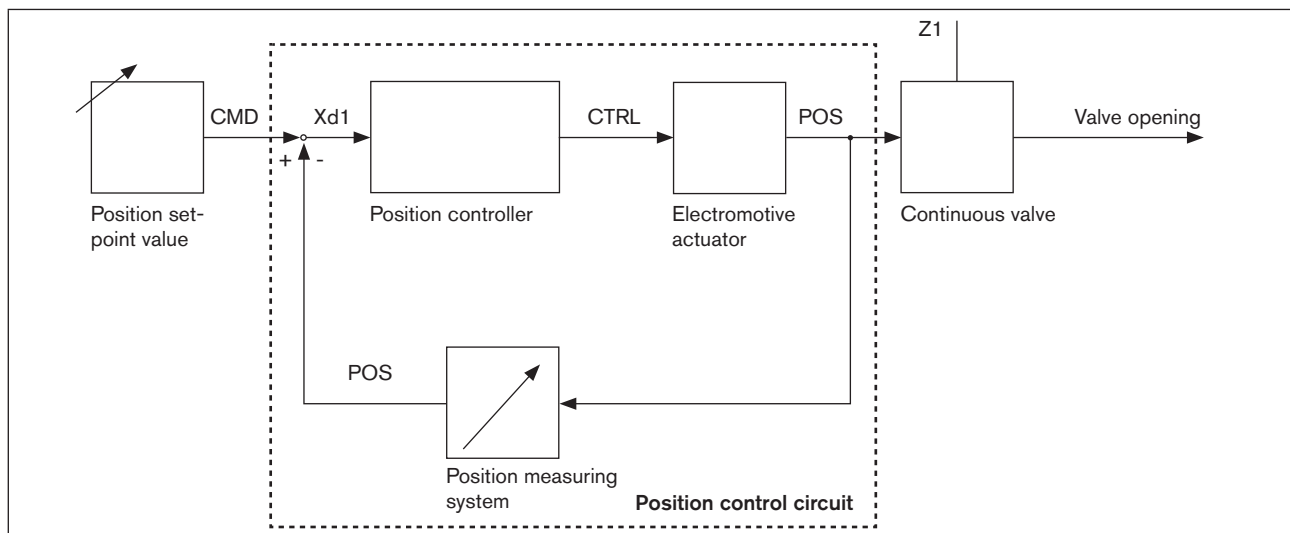 Z1
CMD
Xd1
CTRL
POS
Valve opening
+ -
Position set-
point value
Position controller
Electromotive
actuator
Continuous valve
POS
Position measuring
system
Position control circuit